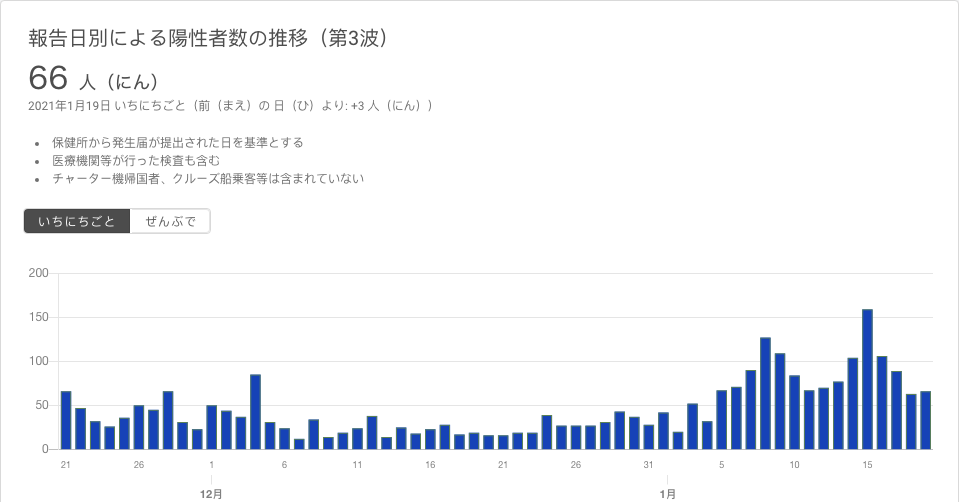 報告日別による陽性者数の推移（第3波）
66 人（にん）
2021年1月19日 いちにちごと（前（まえ）の 日（ひ）より: +3 人（にん））
• 保健所から発生届が提出された日を基準とする
• 医療機関等が行った検査も含む
• チャーター機帰国者、クルーズ船乗客等は含まれていない
いちにちごと ぜんぶで
200
150
100
50
0
21 26 1 6 11 16 21 26 31 5 10 15
12月 1月